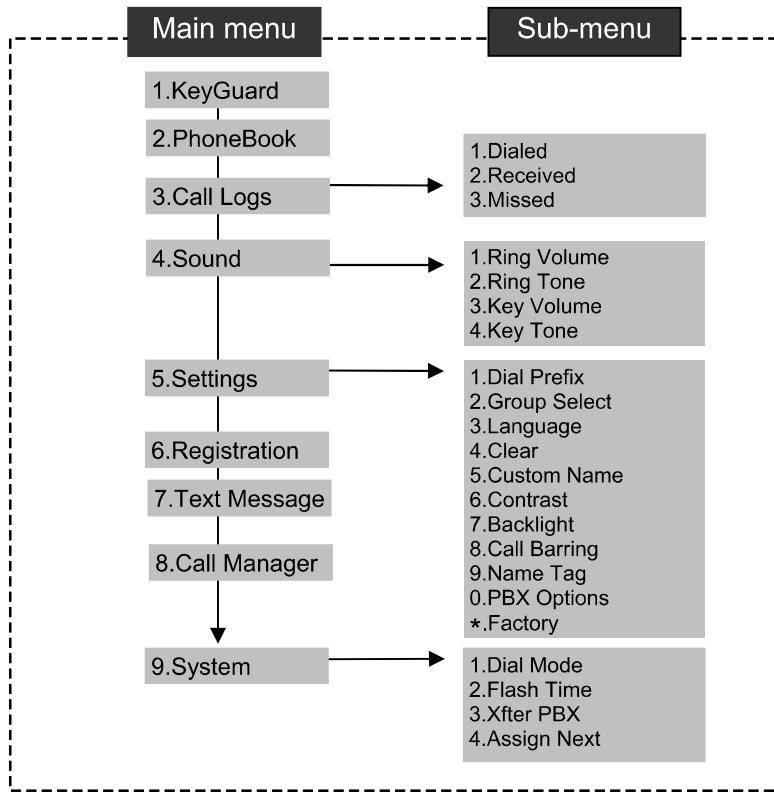 Main menu
Sub-menu
1.KeyGuard
2.PhoneBook
3.Call Logs
1.Dialed
2.Received
3.Missed
4.Sound
1.Ring Volume
2.Ring Tone
3.Key Volume
4.Key Tone
5.Settings
1.Dial Prefix
2.Group Select
3.Language
4.Clear
5.Custom Name
6.Contrast
7.Backlight
8.Call Barring
9.Name Tag
0.PBX Options
*.Factory
6.Registration
7.Text Message
8.Call Manager
9.System
1.Dial Mode
2.Flash Time
3.Xfter PBX
4.Assign Next